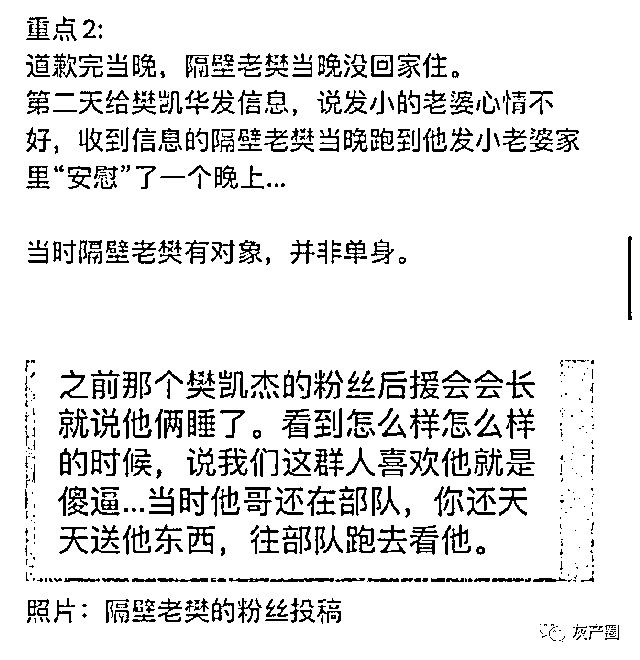 重点2:
道歉完当晚，隔壁老樊当晚没回家住。
第二天给樊凯华发信息，说发小的老婆心情不
好，收到信息的隔壁老樊当晚跑到他发小老婆家
里“安慰”了一个晚上...
当时隔壁老樊有对象，并非单身。
之前那个樊凯杰的粉丝后援会会长
就说他俩睡了。看到怎么样怎么样
的时候，说我们这群人喜欢他就是
傻逼...当时他哥还在部队，你还天
天送他东西，往部队跑去看他。
照片：隔壁老樊的粉丝投稿
灰产圈